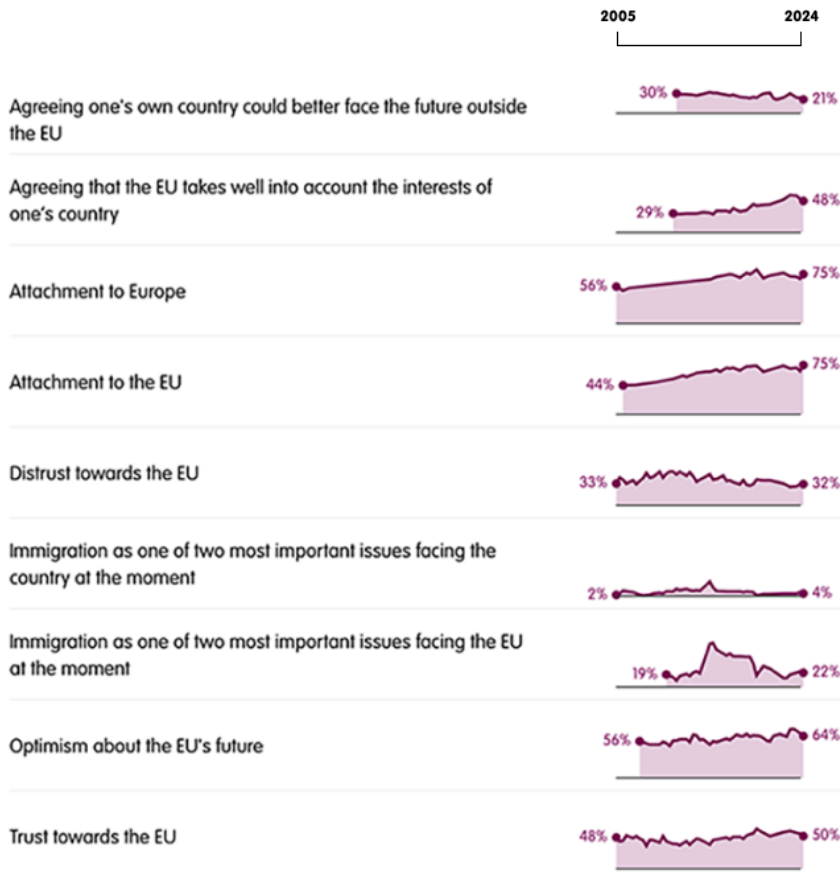 2005 2024
30% 21%
Agreeing one's own country could better face the future outside
the EU
Agreeing that the EU takes well into account the interests of
one's country
29% 48%
Attachment to Europe
56% 75%
Attachment to the EU
44% 75%
Distrust towards the EU
33% 32%
Immigration as one of two most important issues facing the
country at the moment
2% 4%
Immigration as one of two most important issues facing the EU
at the moment
19% 22%
Optimism about the EU's future
56% 64%
Trust towards the EU
48% 50%